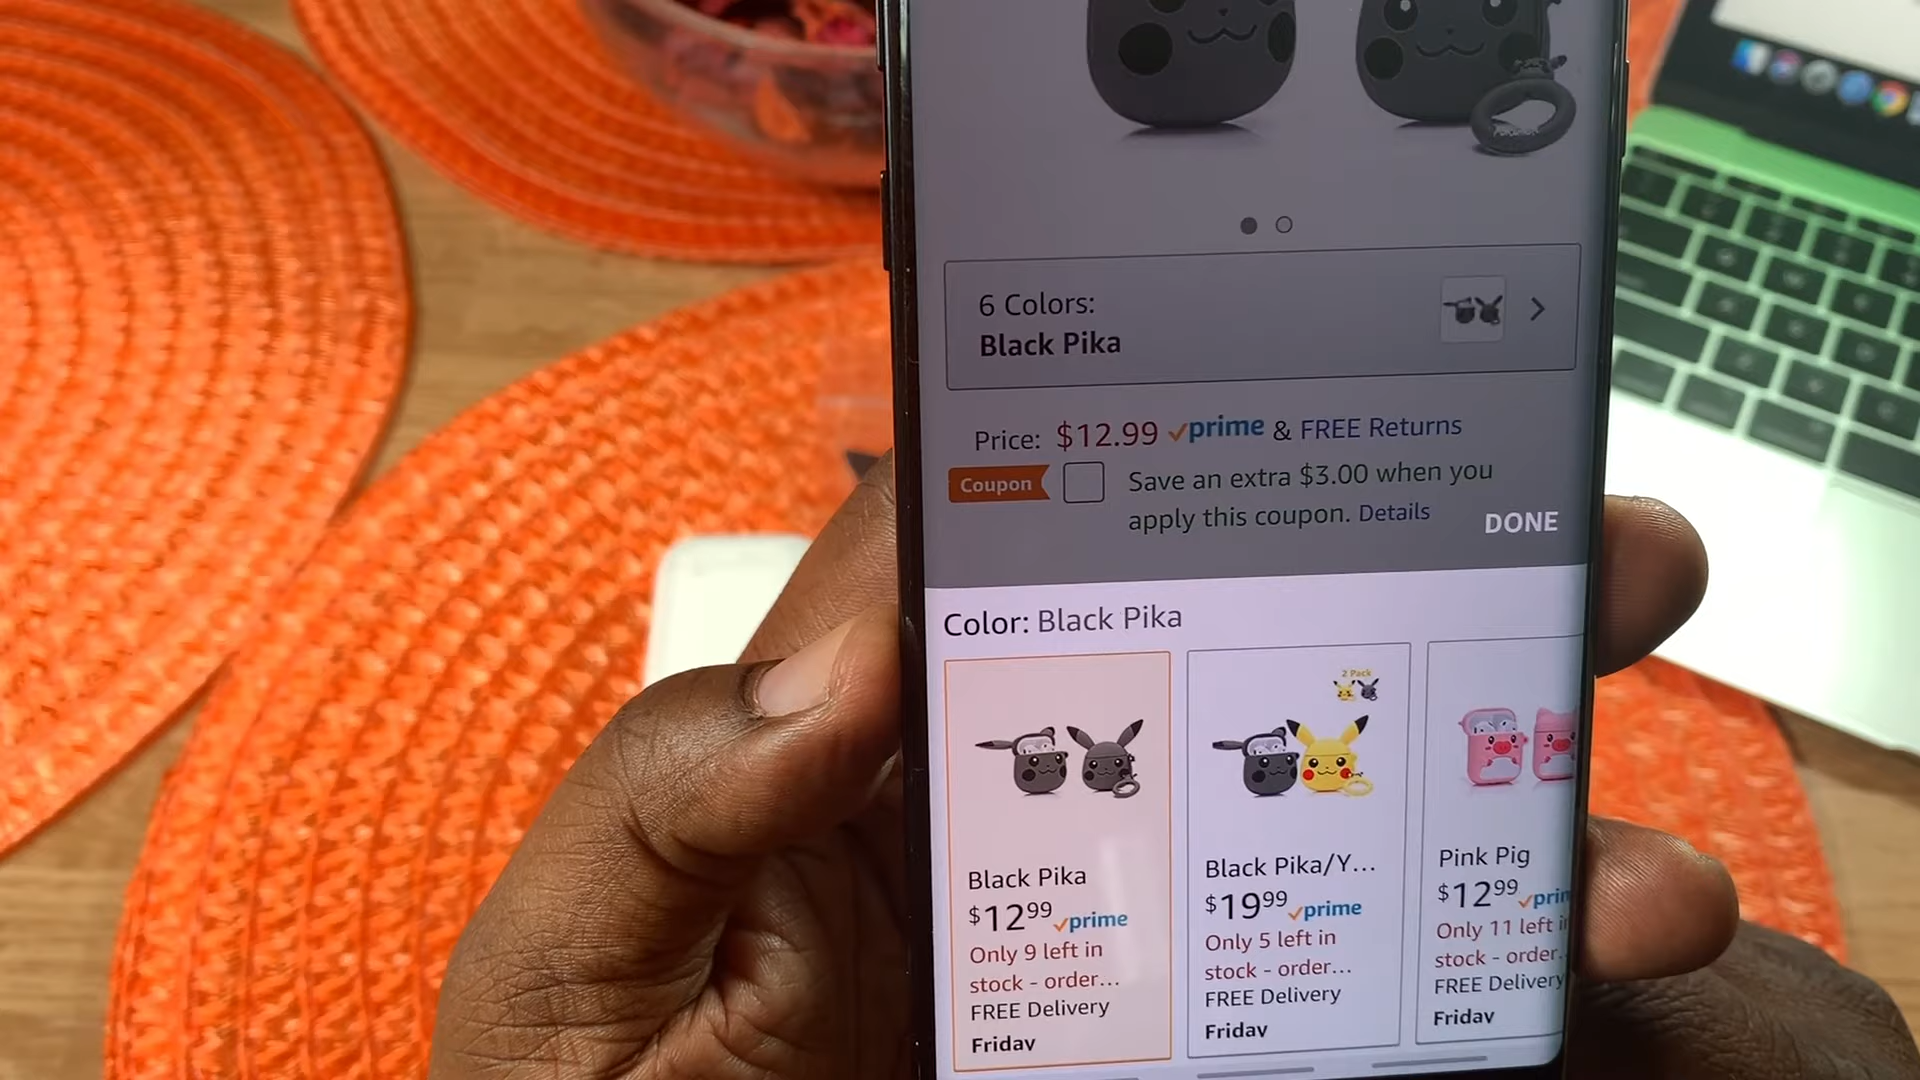 6 Colors:
Black Pika
Price: $12.99 prime & FREE Returns
Coupon
Save an extra $3.00 when you
apply this coupon. Details
DONE
Color: Black Pika
Black Pika
$12.99 prime
Only 9 left in
stock - order...
FREE Delivery
Friday
2 Pack
Black Pika/Y...
$19.99 prime
Only 5 left in
stock - order...
FREE Delivery
Friday
Pink Pig
$12.99 prin
Only 11 left in
stock - order.
FREE Delivery
Friday